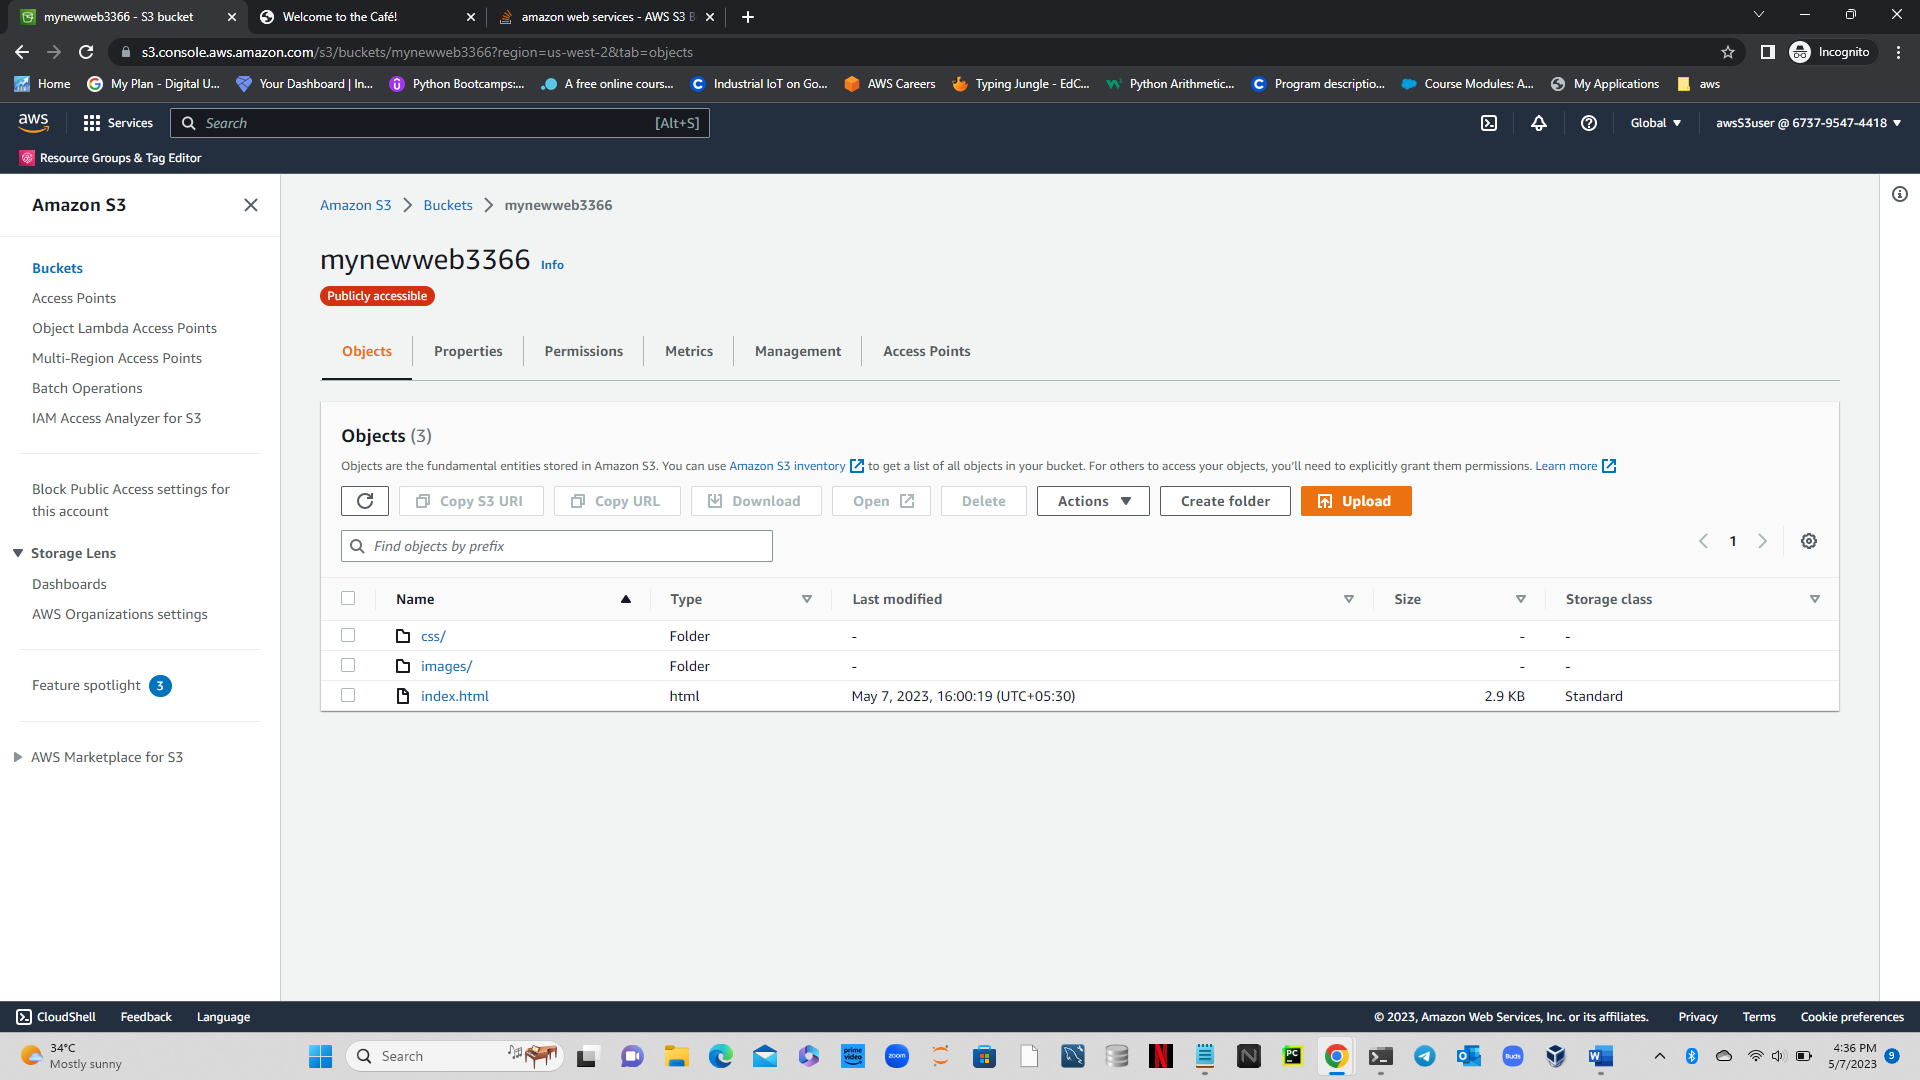 mynewweb3366 - S3 bucket
Welcome to the Café!
amazon web services - AWS S3 B
s3.console.aws.amazon.com/s3/buckets/mynewweb3366?region=us-west-2&tab=objects
Incognito
Home
My Plan - Digital U...
Your Dashboard | In...
Python Bootcamps:...
A free online cours...
Industrial IoT on Go...
AWS Careers
Typing Jungle - EdC...
Python Arithmetic...
Program descriptio...
Course Modules: A...
My Applications
aws
aws
Services
Search
[Alt+S]
Global
awsS3user @ 6737-9547-4418
Resource Groups & Tag Editor
Amazon S3
Buckets
Access Points
Object Lambda Access Points
Multi-Region Access Points
Batch Operations
IAM Access Analyzer for S3
Block Public Access settings for
this account
Storage Lens
Dashboards
AWS Organizations settings
Feature spotlight 3
AWS Marketplace for S3
Amazon S3 > Buckets > mynewweb3366
mynewweb3366 Info
Publicly accessible
Objects
Properties
Permissions
Metrics
Management
Access Points
Objects (3)
Objects are the fundamental entities stored in Amazon S3. You can use Amazon S3 inventory to get a list of all objects in your bucket. For others to access your objects, you'll need to explicitly grant them permissions. Learn more
Copy S3 URI
Copy URL
Download
Open
Delete
Actions
Create folder
Upload
Find objects by prefix
1
Name Type Last modified Size Storage class
css/ Folder - - -
images/ Folder - - -
index.html html May 7, 2023, 16:00:19 (UTC+05:30) 2.9 KB Standard
CloudShell
Feedback
Language
© 2023, Amazon Web Services, Inc. or its affiliates.
Privacy
Terms
Cookie preferences
34°C
Mostly sunny
Search
prime video
zoom
PC
Buds
4:36 PM
5/7/2023
9